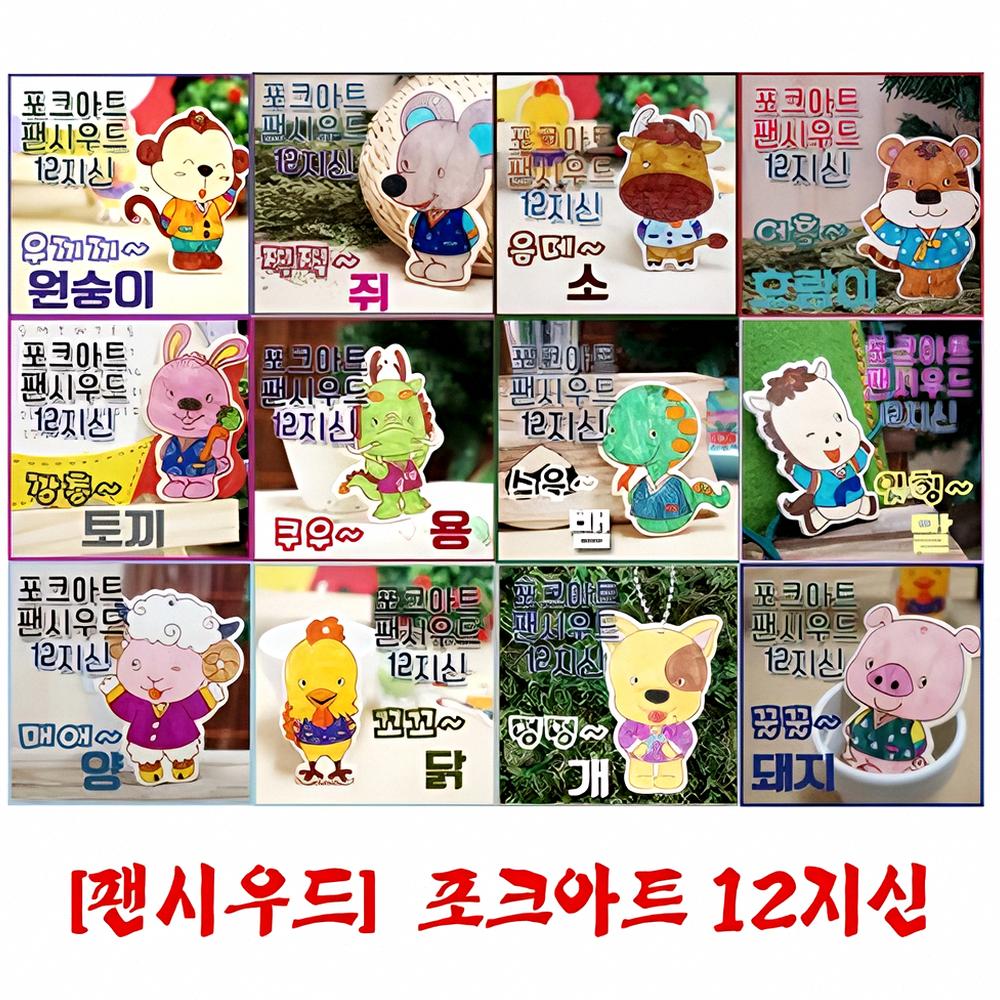 포크아트
팬시우드
12지신
우끼끼~
원숭이
포크아트
팬시우드
12지신
찍찍~
쥐
포크아트
팬시우드
12지신
음메~
소
포크아트
팬시우드
12지신
어흥~
호랑이
포크아트
팬시우드
12지신
깡총~
토끼
포크아트
팬시우드
12지신
쿠우~
용
포크아트
팬시우드
12지신
스윽~
뱀
포크아트
팬시우드
12지신
말
포크아트
팬시우드
12지신
매애~
양
포크아트
팬시우드
12지신
꼬꼬~
닭
포크아트
팬시우드
12지신
멍멍~
개
포크아트
팬시우드
12지신
꿀꿀~
돼지
[팬시우드] 포크아트 12지신